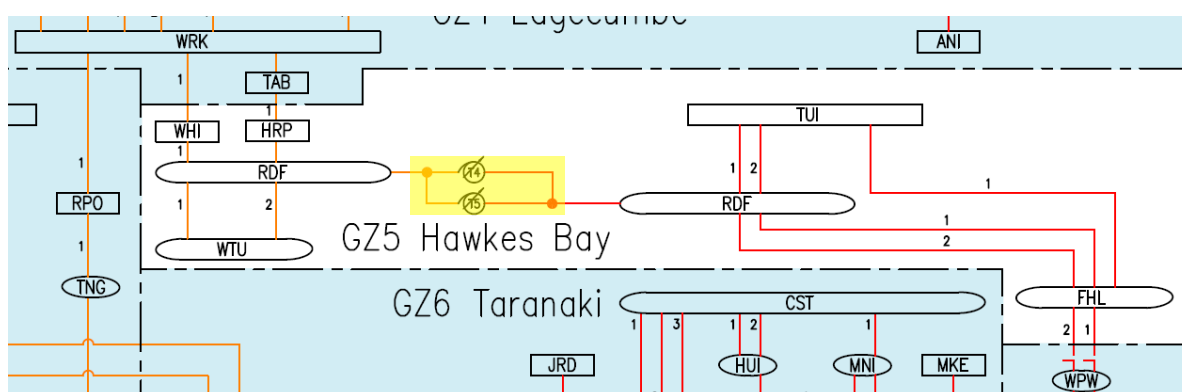 GZ4 Edgecumbe
WRK
ANI
1
TAB
1
WHI
HRP
TUI
1
RDF
T4
1
1
2
1
RPO
1
2
T5
RDF
1
GZ5 Hawkes Bay
2
WTU
1
TNG
GZ6 Taranaki
CST
FHL
1
3
1
2
1
2
1
JRD
HUI
MNI
MKE
WPW